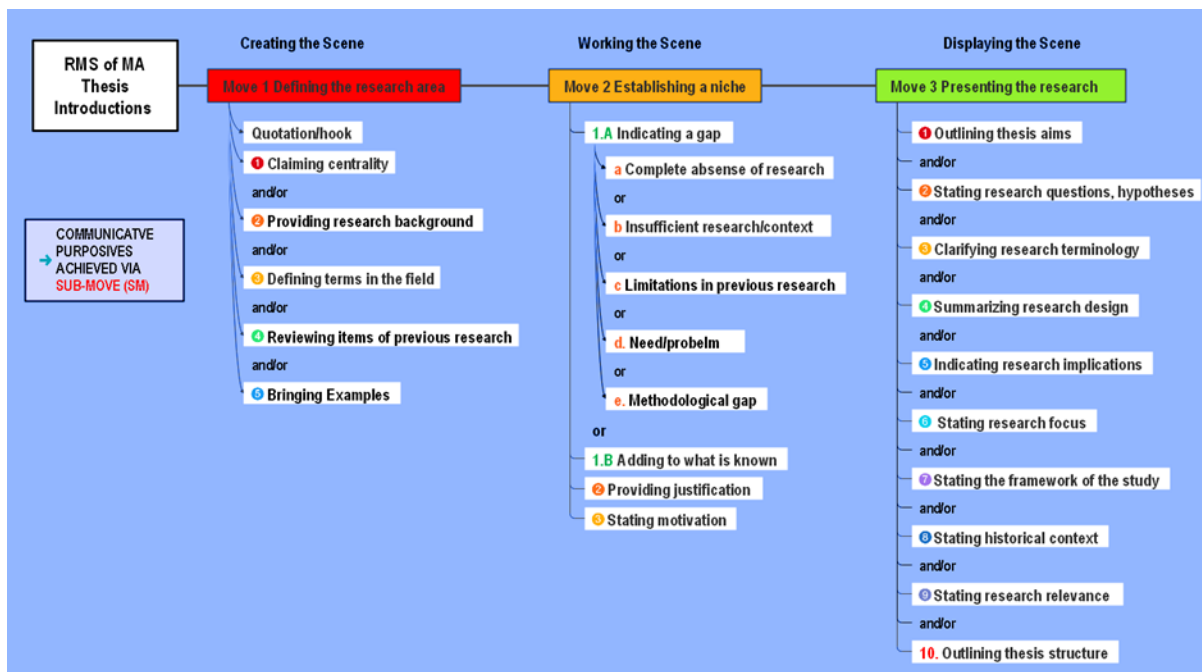 RMS of MA
Thesis
Introductions
COMMUNICATVE
PURPOSIVES
ACHIEVED VIA
SUB-MOVE (SM)
Creating the Scene
Move 1 Defining the research area
Quotation/hook
1 Claiming centrality
and/or
2 Providing research background
and/or
3 Defining terms in the field
and/or
4 Reviewing items of previous research
and/or
5 Bringing Examples
Working the Scene
Move 2 Establishing a niche
1.A Indicating a gap
a Complete absence of research
or
b Insufficient research/context
or
c Limitations in previous research
or
d. Need/probelm
or
e. Methodological gap
or
1.B Adding to what is known
2 Providing justification
3 Stating motivation
Displaying the Scene
Move 3 Presenting the research
1 Outlining thesis aims
and/or
2 Stating research questions, hypotheses
and/or
3 Clarifying research terminology
and/or
4 Summarizing research design
and/or
5 Indicating research implications
and/or
6 Stating research focus
and/or
7 Stating the framework of the study
and/or
8 Stating historical context
and/or
9 Stating research relevance
and/or
10. Outlining thesis structure